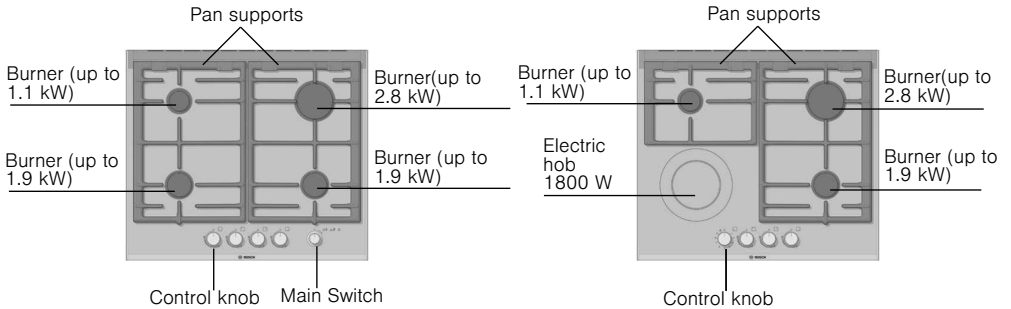 Pan supports
Burner (up to
1.1 kW)
Burner(up to
2.8 kW)
Burner (up to
1.9 kW)
Burner (up to
1.9 kW)
Control knob
Main Switch
Pan supports
Burner (up to
1.1 kW)
Burner(up to
2.8 kW)
Electric
hob
1800 W
Burner (up to
1.9 kW)
Control knob